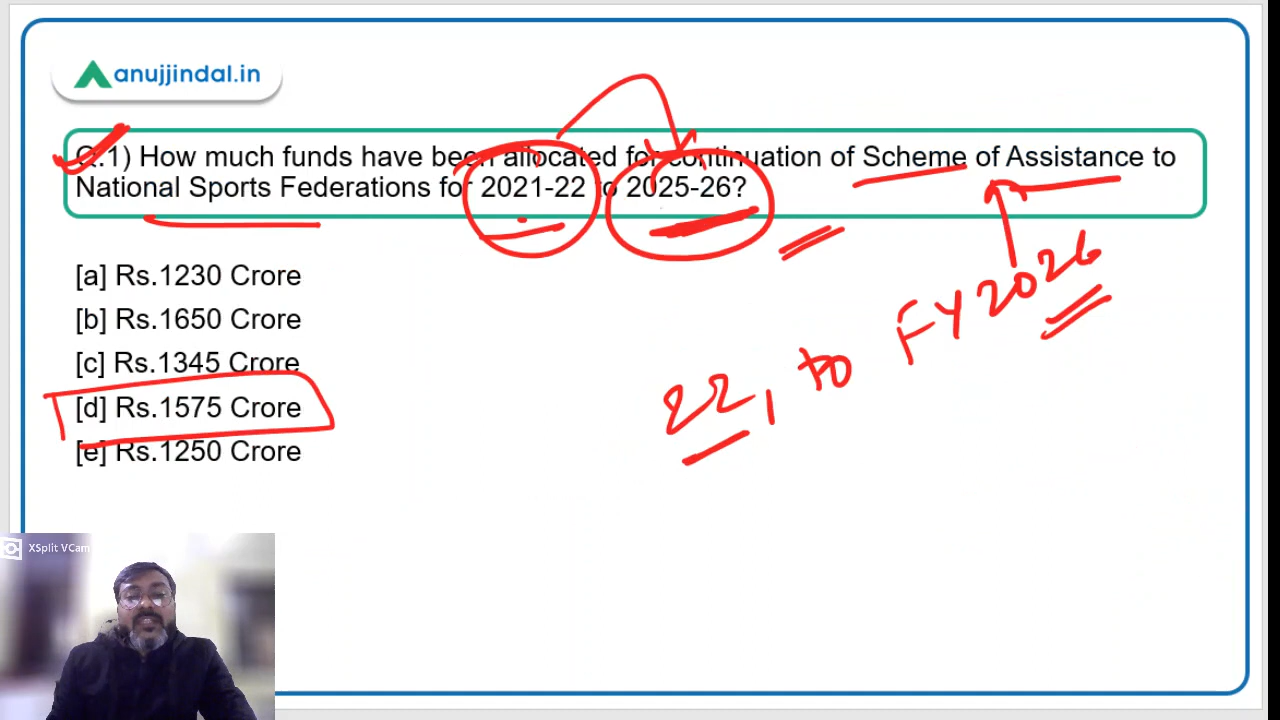 anujjindal.in
Q.1) How much funds have been allocated for continuation of Scheme of Assistance to
National Sports Federations for 2021-22 to 2025-26?
[a] Rs.1230 Crore
[b] Rs.1650 Crore
[c] Rs.1345 Crore
[d] Rs.1575 Crore
[e] Rs.1250 Crore
22, to FY2026
XSplit VCam